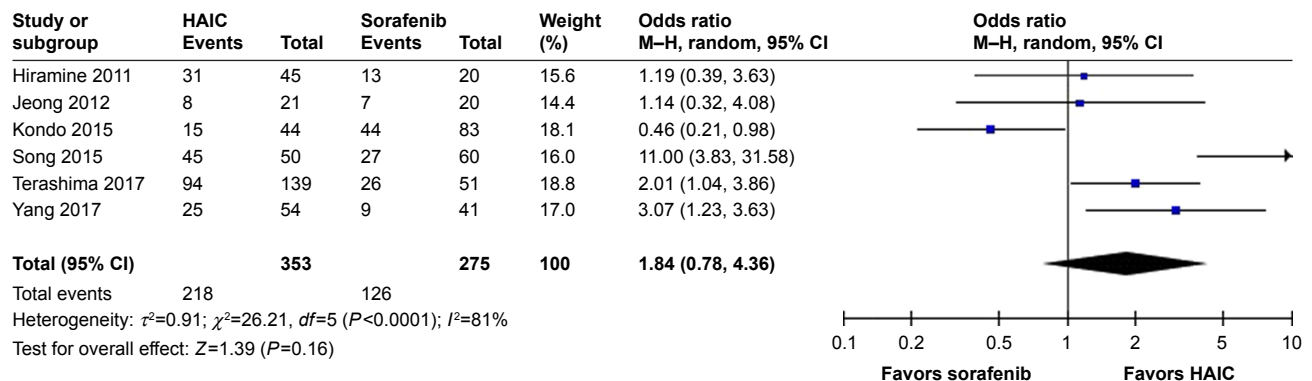 Study or subgroup HAIC Events Total Sorafenib Events Total Weight (%) Odds ratio M–H, random, 95% CI Odds ratio M–H, random, 95% CI
Hiramine 2011 31 45 13 20 15.6 1.19 (0.39, 3.63)
Jeong 2012 8 21 7 20 14.4 1.14 (0.32, 4.08)
Kondo 2015 15 44 44 83 18.1 0.46 (0.21, 0.98)
Song 2015 45 50 27 60 16.0 11.00 (3.83, 31.58)
Terashima 2017 94 139 26 51 18.8 2.01 (1.04, 3.86)
Yang 2017 25 54 9 41 17.0 3.07 (1.23, 3.63)
Total (95% CI) 353 275 100 1.84 (0.78, 4.36)
Total events 218 126
Heterogeneity: τ²=0.91; χ²=26.21, df=5 (P<0.0001); I²=81%
Test for overall effect: Z=1.39 (P=0.16)
0.1 0.2 0.5 1 2 5 10
Favors sorafenib Favors HAIC